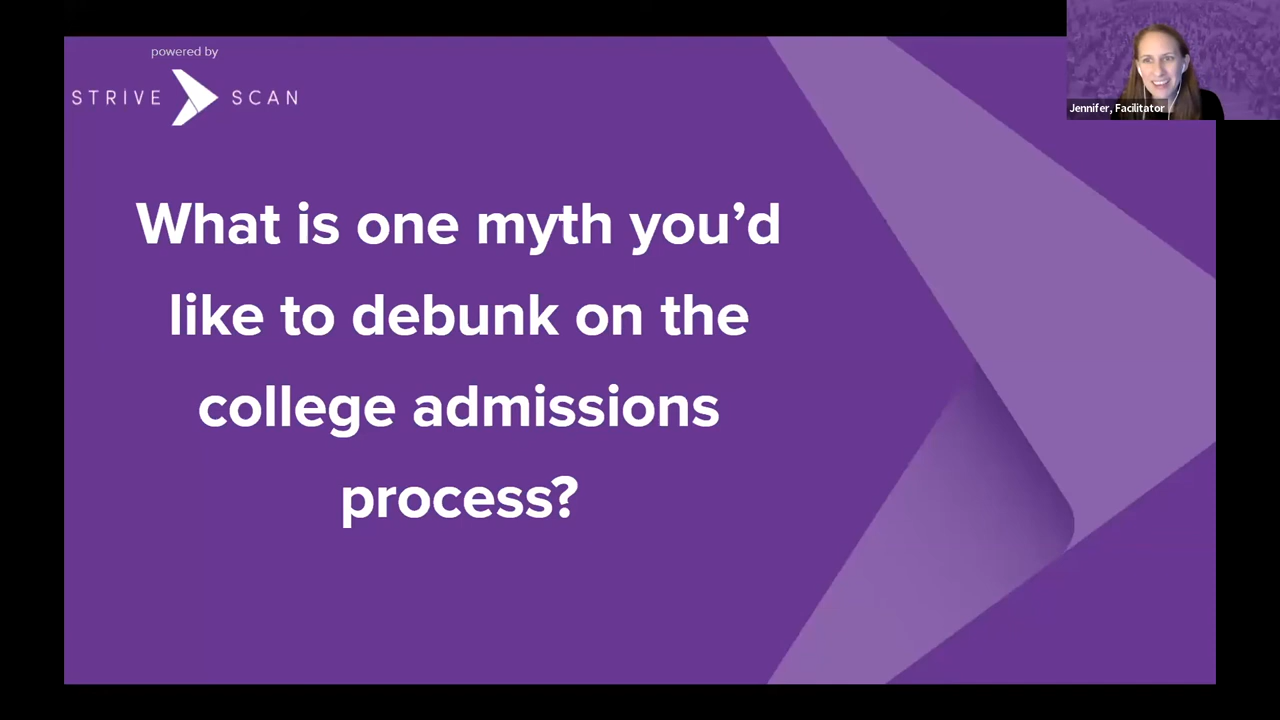 powered by
STRIVE SCAN
Jennifer, Facilitator
What is one myth you’d
like to debunk on the
college admissions
process?